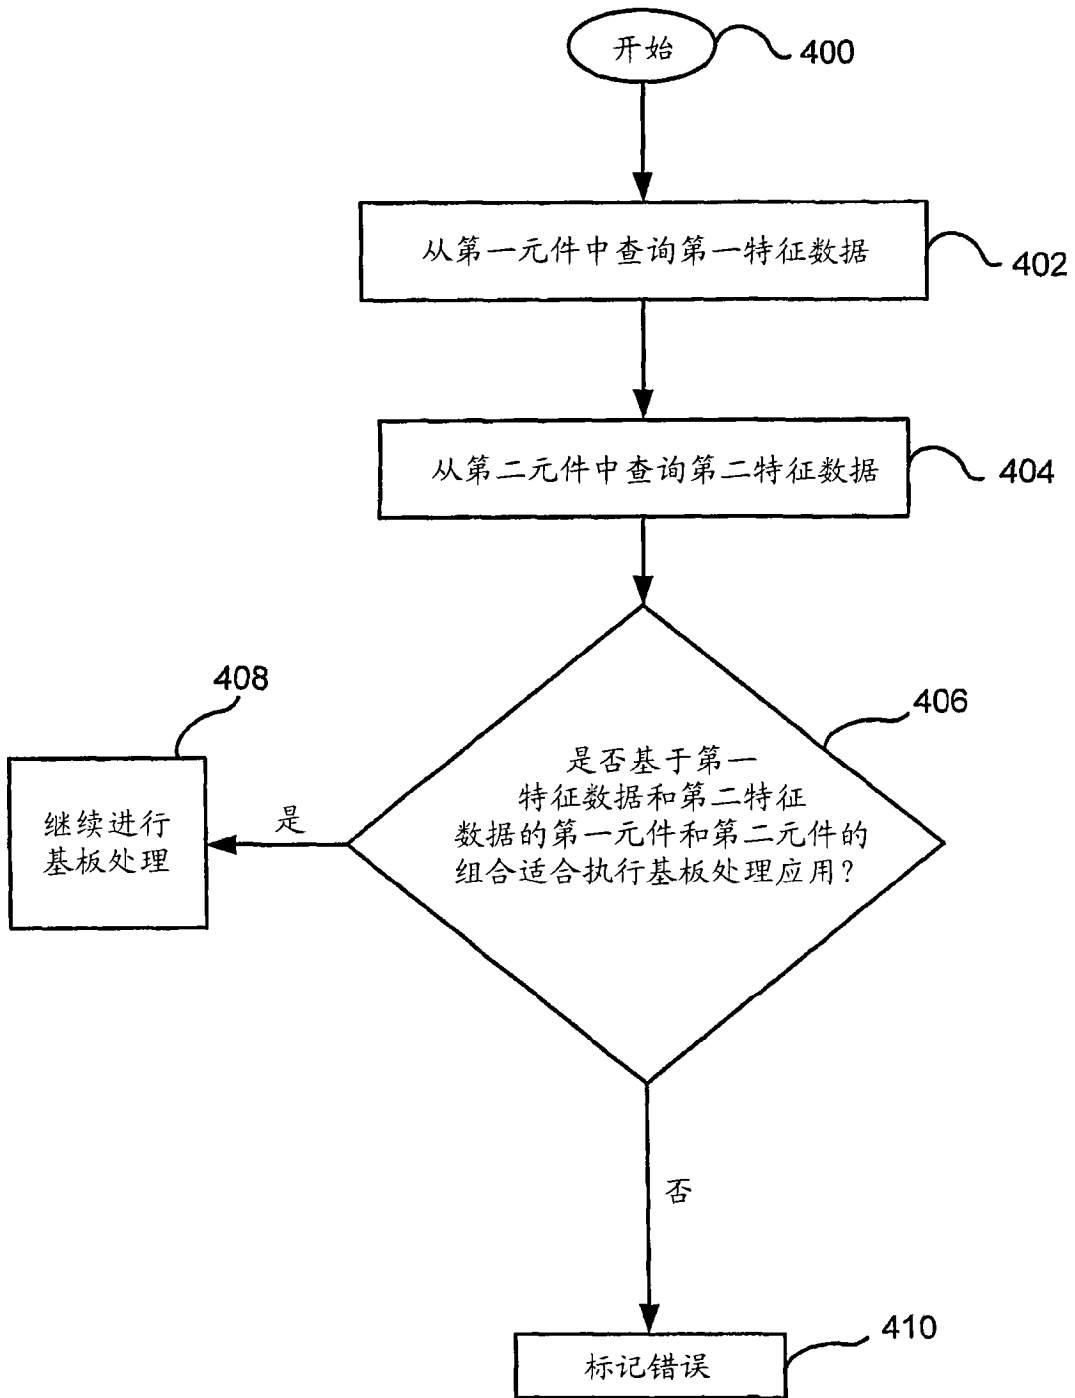 开始
400
从第一元件中查询第一特征数据
402
从第二元件中查询第二特征数据
404
406
是否基于第一
特征数据和第二特征
数据的第一元件和第二元件的
组合适合执行基板处理应用？
是
408
继续进行
基板处理
否
410
标记错误